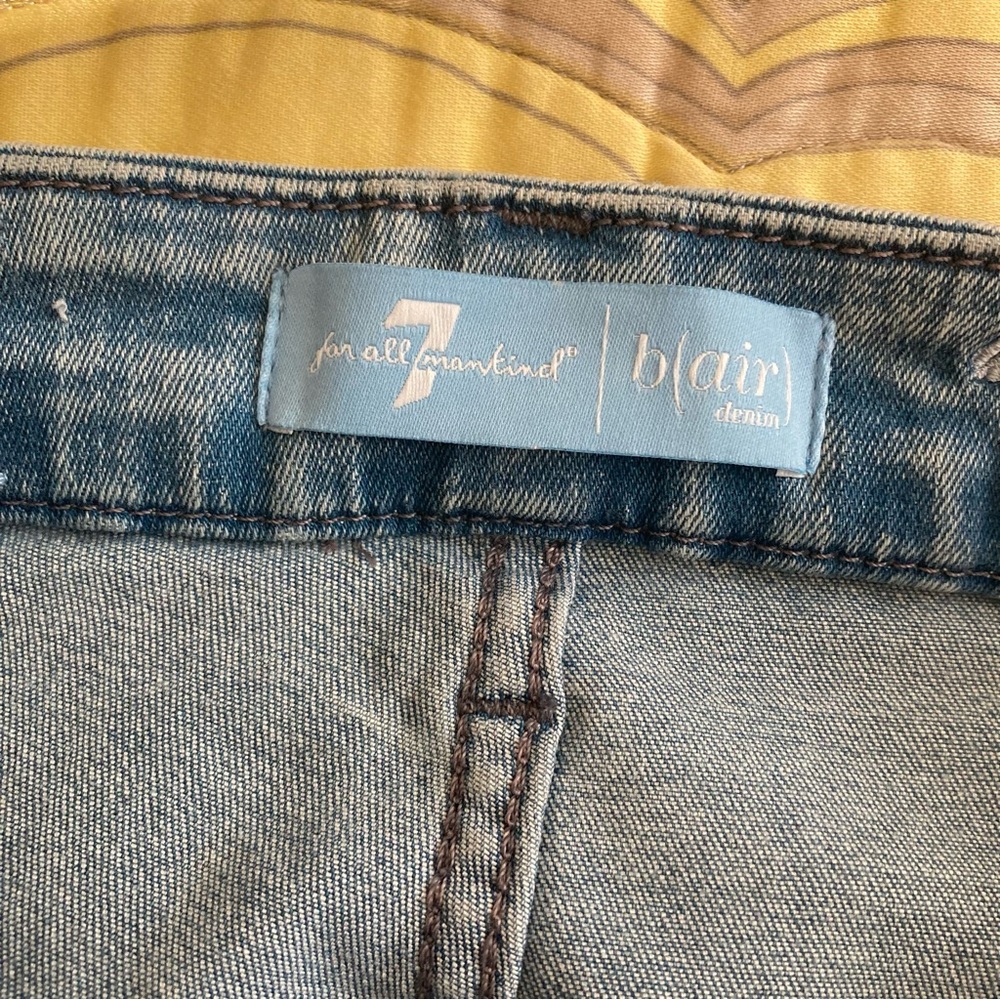 7 for all mankind® | b(air)
denim